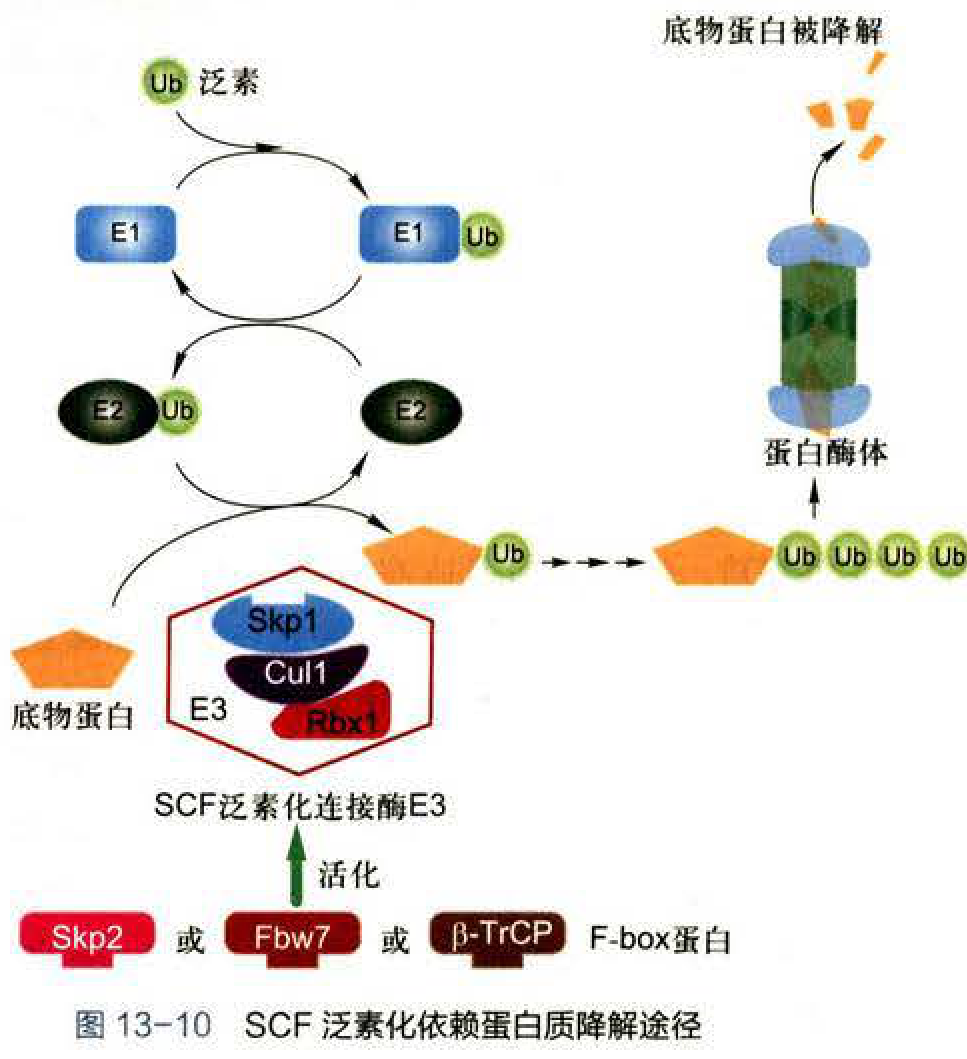 底物蛋白被降解
Ub 泛素
E1
E1 Ub
E2 Ub
E2
蛋白酶体
Ub
Ub Ub Ub Ub
底物蛋白
Skp1
Cul1
E3
Rbx1
SCF泛素化连接酶E3
活化
Skp2 或 Fbw7 或 β-TrCP F-box蛋白
图 13-10 SCF 泛素化依赖蛋白质降解途径